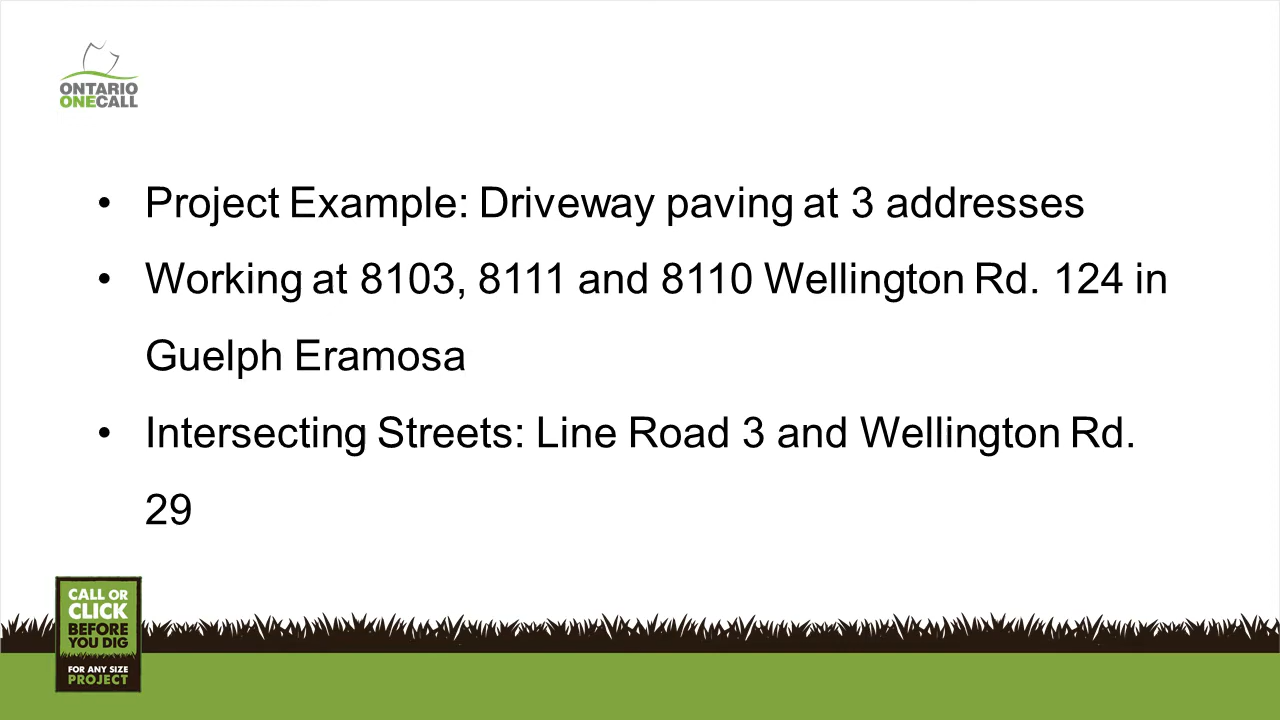 ONTARIO
ONECALL
• Project Example: Driveway paving at 3 addresses
• Working at 8103, 8111 and 8110 Wellington Rd. 124 in
Guelph Eramosa
• Intersecting Streets: Line Road 3 and Wellington Rd.
29
CALL OR
CLICK
BEFORE
YOU DIG
FOR ANY SIZE
PROJECT